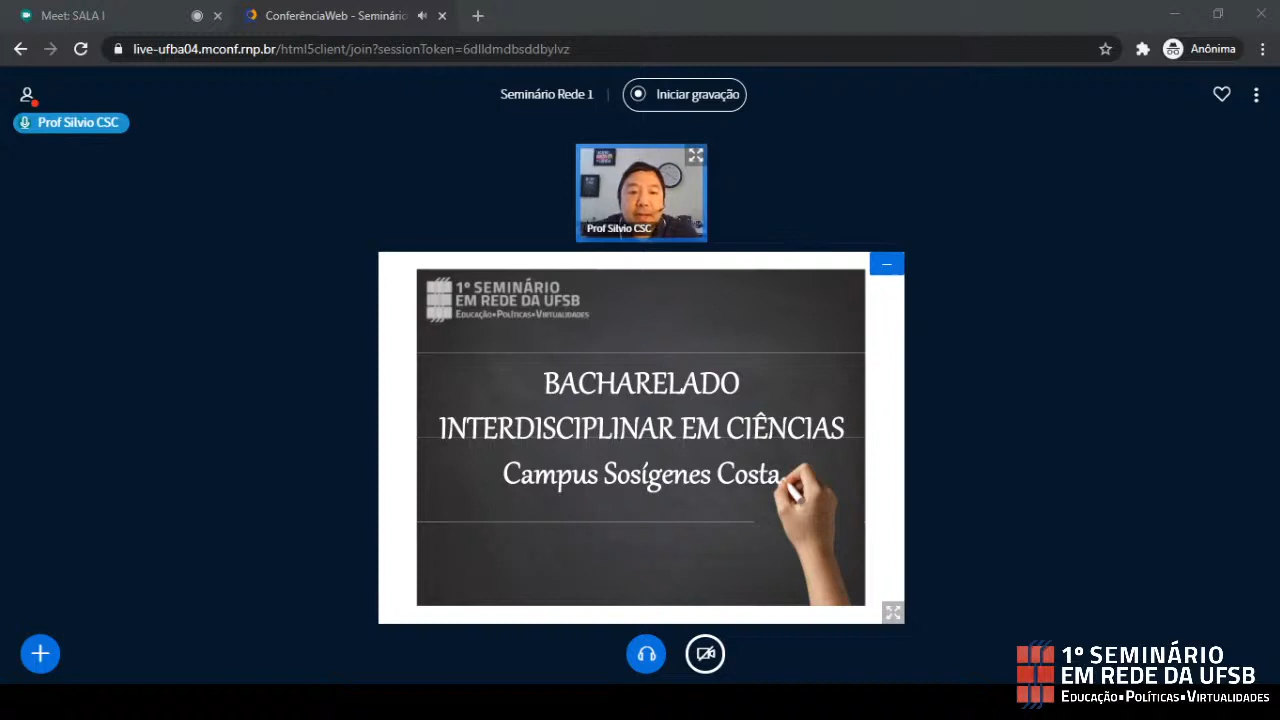 Meet: SALA I
ConferênciaWeb - Seminário
live-ufba04.mconf.rnp.br/html5client/join?sessionToken=6dlldmdbsddbylvz
Anônima
Seminário Rede 1
Iniciar gravação
Prof Silvio CSC
Prof Silvio CSC
1º SEMINÁRIO
EM REDE DA UFSB
EDUCAÇÃO•POLÍTICAS•VIRTUALIDADES
BACHARELADO
INTERDISCIPLINAR EM CIÊNCIAS
Campus Sosígenes Costa
1º SEMINÁRIO
EM REDE DA UFSB
EDUCAÇÃO•POLÍTICAS•VIRTUALIDADES